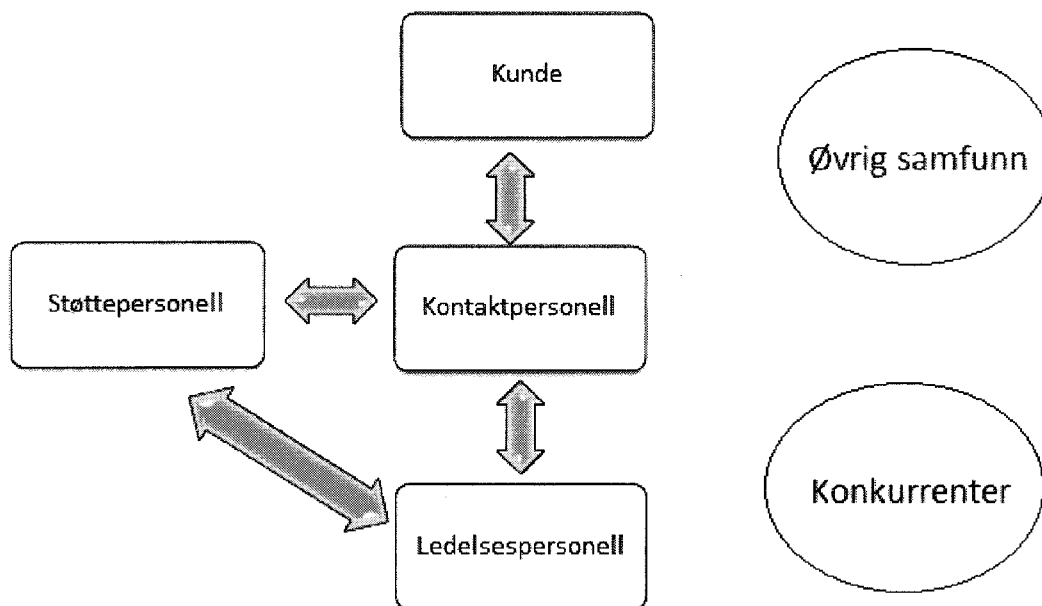 Kunde
Øvrig samfunn
Støttepersonell
Kontaktpersonell
Konkurrenter
Ledelsespersonell